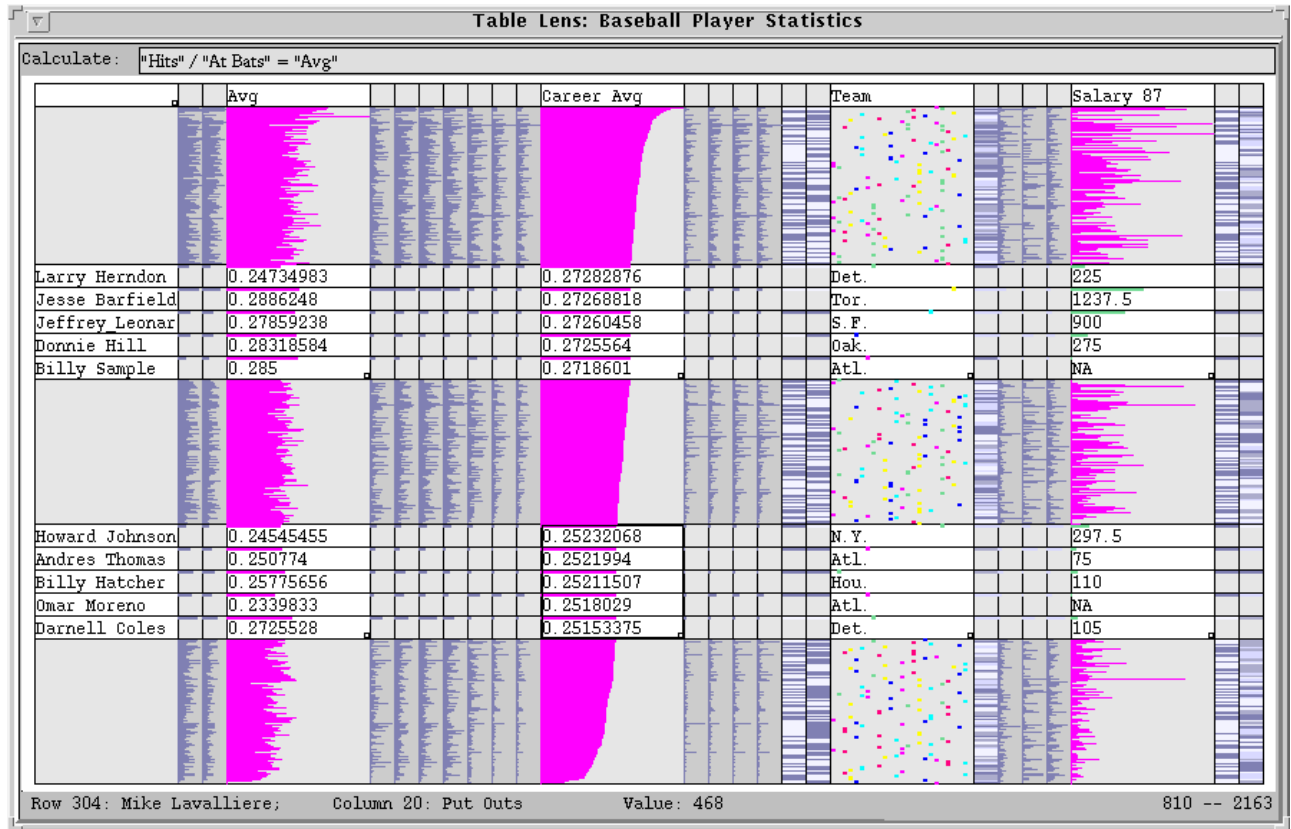 Table Lens: Baseball Player Statistics
Calculate: "Hits" / "At Bats" = "Avg"
Avg Career Avg Team Salary 87
Larry Herndon 0.24734983 0.27282876 Det. 225
Jesse Barfield 0.2886248 0.27268818 Tor. 1237.5
Jeffrey_Leonar 0.27859238 0.27260458 S.F. 900
Donnie Hill 0.28318584 0.2725564 Oak. 275
Billy Sample 0.285 0.2718601 Atl. NA
Howard Johnson 0.24545455 0.25232068 N.Y. 297.5
Andres Thomas 0.250774 0.2521994 Atl. 75
Billy Hatcher 0.25775656 0.25211507 Hou. 110
Omar Moreno 0.2339833 0.2518029 Atl. NA
Darnell Coles 0.2725528 0.25153375 Det. 105
Row 304: Mike Lavalliere; Column 20: Put Outs Value: 468 810 -- 2163